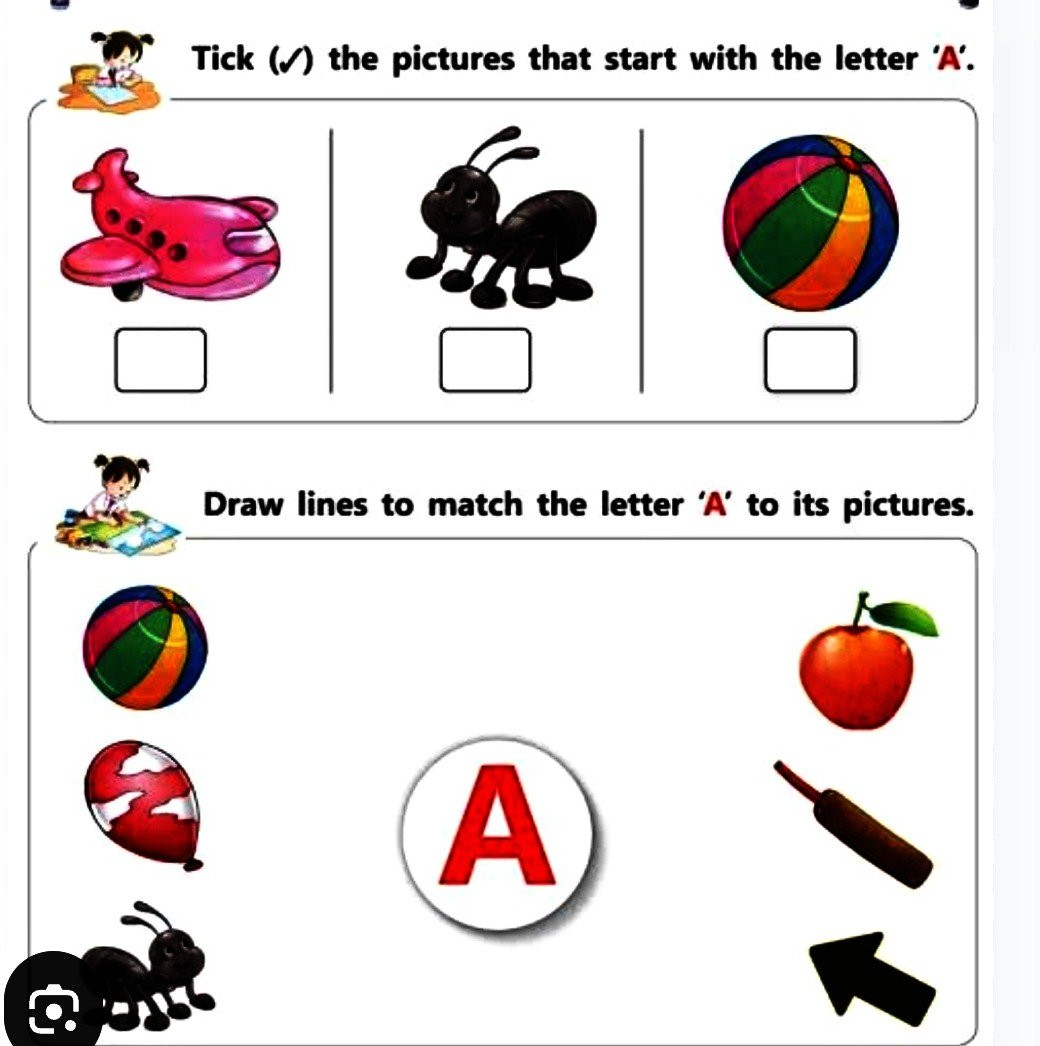 Tick (✓) the pictures that start with the letter ‘A’.
Draw lines to match the letter ‘A’ to its pictures.
A